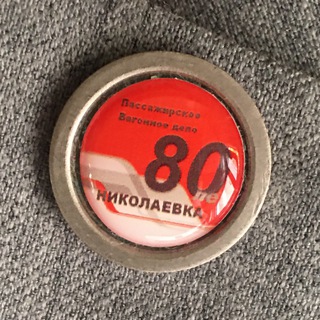 Пассажирское
Вагонное депо
80
лет
НИКОЛАЕВКА